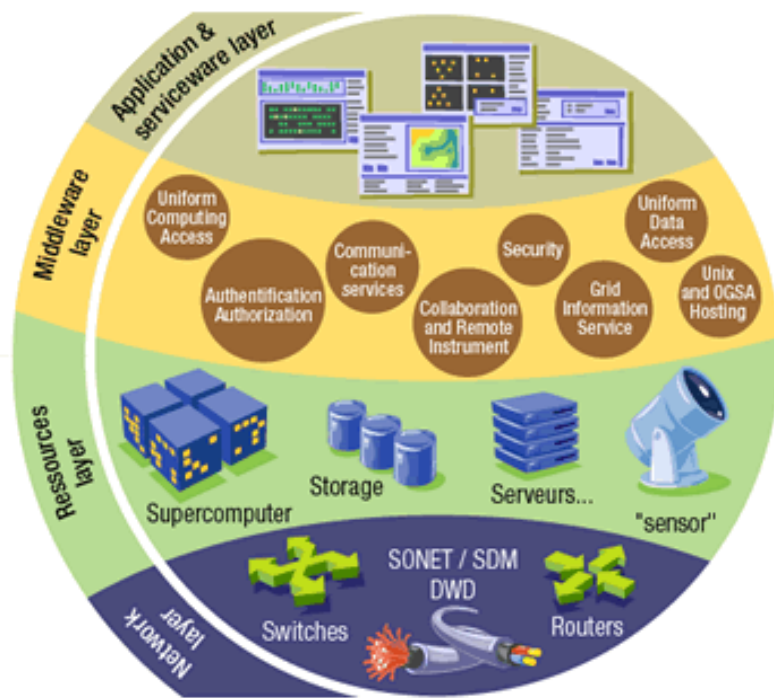 Application &
serviceware layer
Middleware
layer
Uniform
Computing
Access
Authentification
Authorization
Communi-
cation
services
Collaboration
and Remote
Instrument
Security
Grid
Information
Service
Uniform
Data
Access
Unix
and OGSA
Hosting
Ressources
layer
Supercomputer
Storage
Serveurs...
"sensor"
Network
layer
Switches
SONET / SDM
DWD
Routers